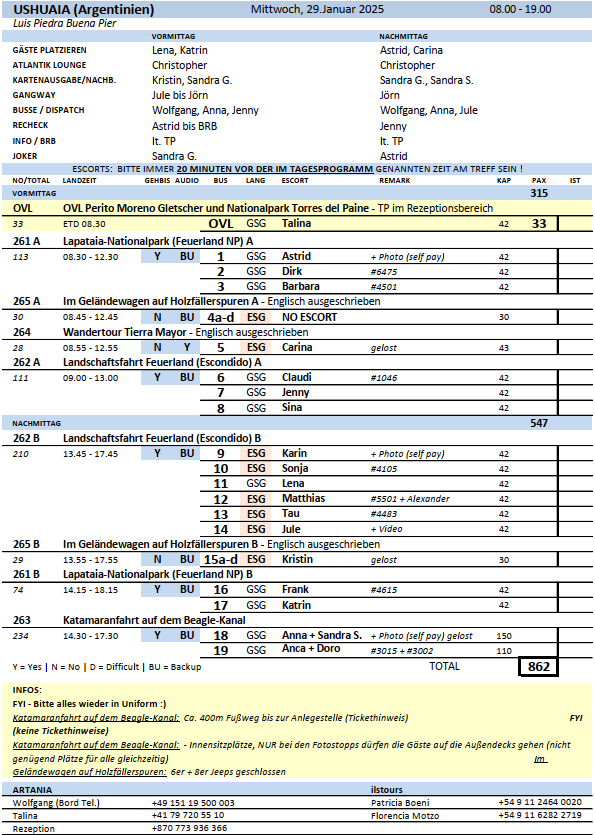 USHUAIA (Argentinien) Mittwoch, 29.Januar 2025 08.00 - 19.00
Luis Piedra Buena Pier
VORMITTAG NACHMITTAG
GÄSTE PLATZIEREN Lena, Katrin Astrid, Carina
ATLANTIK LOUNGE Christopher Christopher
KARTENAUSGABE/NACHB. Kristin, Sandra G. Sandra G., Sandra S.
GANGWAY Jule bis Jörn Jörn
BUSSE / DISPATCH Wolfgang, Anna, Jenny Wolfgang, Anna, Jule
RECHECK Astrid bis BRB Jenny
INFO / BRB lt. TP lt. TP
JOKER Sandra G. Astrid
ESCORTS: BITTE IMMER 20 MINUTEN VOR DER IM TAGESPROGRAMM GENANNTEN ZEIT AM TREFF SEIN !
NO/TOTAL LANDZEIT GEHBIS AUDIO BUS LANG ESCORT REMARK KAP PAX IST
VORMITTAG 315
OVL OVL Perito Moreno Gletscher und Nationalpark Torres del Paine - TP im Rezeptionsbereich
33 ETD 08.30 OVL GSG Talina 42 33
261 A Lapataia-Nationalpark (Feuerland NP) A
113 08.30 - 12.30 Y BU 1 GSG Astrid + Photo (self pay) 42
2 GSG Dirk #6475 42
3 GSG Barbara #4501 42
265 A Im Geländewagen auf Holzfällerspuren A - Englisch ausgeschrieben
30 08.45 - 12.45 N BU 4a-d ESG NO ESCORT 30
264 Wandertour Tierra Mayor - Englisch ausgeschrieben
28 08.55 - 12.55 N Y 5 ESG Carina gelost 43
262 A Landschaftsfahrt Feuerland (Escondido) A
111 09.00 - 13.00 Y BU 6 GSG Claudi #1046 42
7 GSG Jenny 42
8 GSG Sina 42
NACHMITTAG 547
262 B Landschaftsfahrt Feuerland (Escondido) B
210 13.45 - 17.45 Y BU 9 ESG Karin + Photo (self pay) 42
10 ESG Sonja #4105 42
11 GSG Lena 42
12 ESG Matthias #5501 + Alexander 42
13 ESG Tau #4483 42
14 ESG Jule + Video 42
265 B Im Geländewagen auf Holzfällerspuren B - Englisch ausgeschrieben
29 13.55 - 17.55 N BU 15a-d ESG Kristin gelost 30
261 B Lapataia-Nationalpark (Feuerland NP) B
74 14.15 - 18.15 Y BU 16 GSG Frank #4615 42
17 GSG Katrin 42
263 Katamaranfahrt auf dem Beagle-Kanal
234 14.30 - 17.30 Y BU 18 GSG Anna + Sandra S. + Photo (self pay) gelost 150
19 GSG Anca + Doro #3015 + #3002 110
Y = Yes | N = No | D = Difficult | BU = Backup TOTAL 862
INFOS:
FYI - Bitte alles wieder in Uniform :)
Katamaranfahrt auf dem Beagle-Kanal: Ca. 400m Fußweg bis zur Anlegestelle (Tickethinweis) FYI
(keine Tickethinweise)
Katamaranfahrt auf dem Beagle-Kanal: - Innensitzplätze, NUR bei den Fotostopps dürfen die Gäste auf die Außendecks gehen (nicht
genügend Plätze für alle gleichzeitig) Im
Geländewagen auf Holzfällerspuren: 6er + 8er Jeeps geschlossen
ARTANIA ilstours
Wolfgang (Bord Tel.) +49 151 19 500 003 Patricia Boeni +54 9 11 2464 0020
Talina +41 79 720 55 10 Florencia Motzo +54 9 11 6282 2719
Rezeption +870 773 936 366